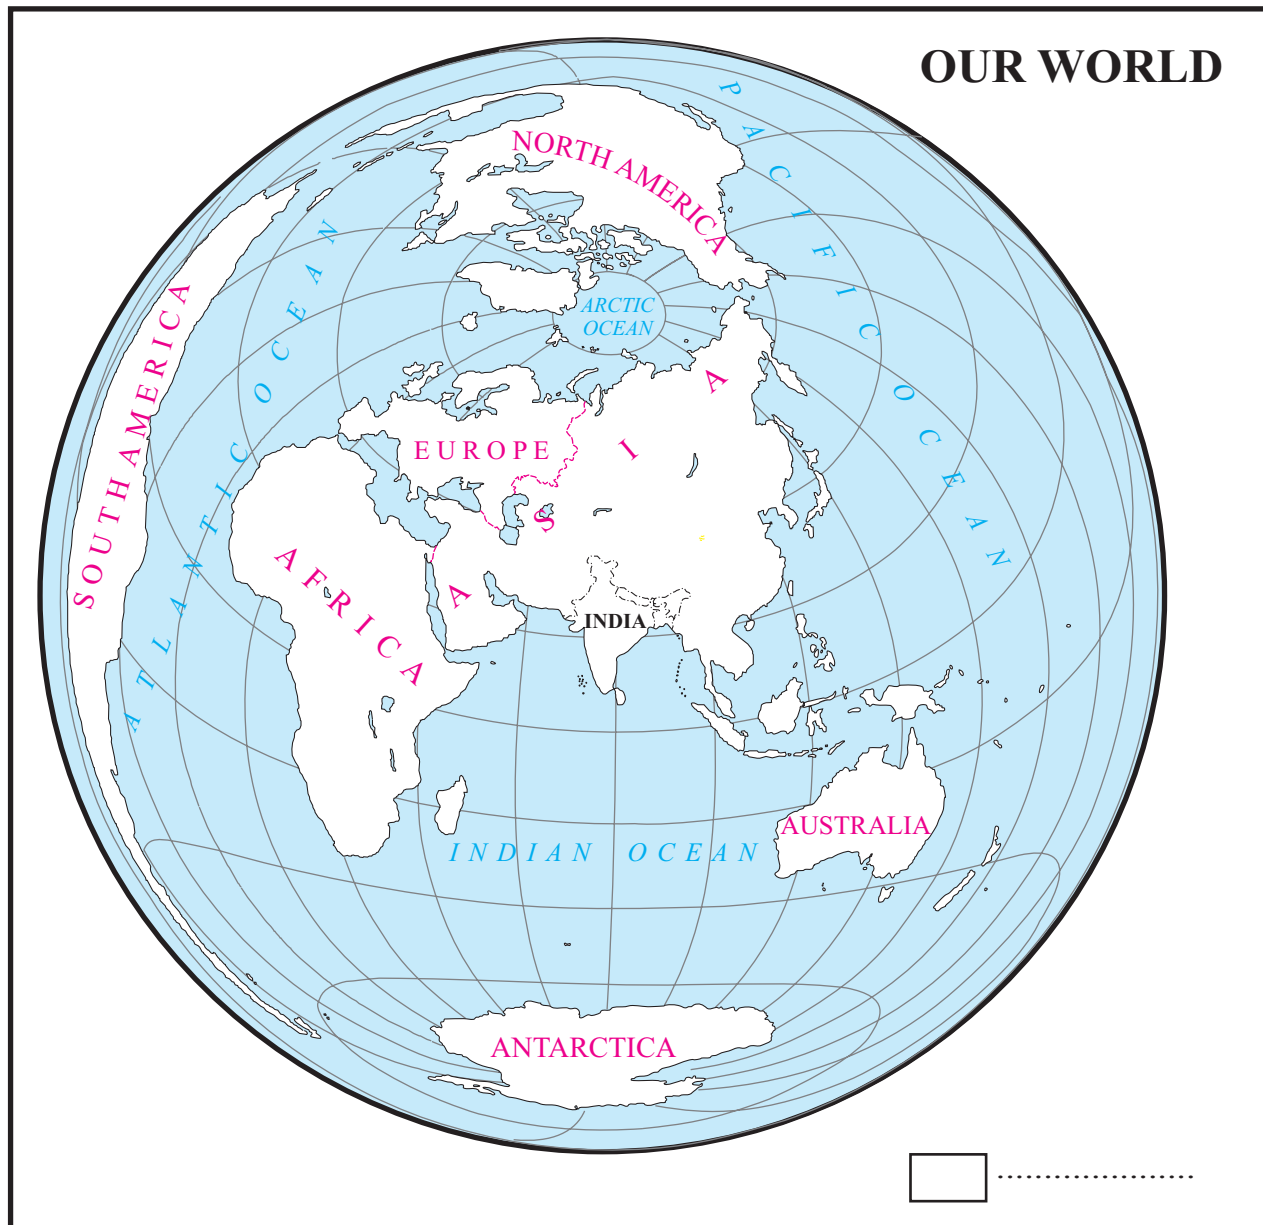 OUR WORLD
PACIFIC OCEAN
NORTH AMERICA
ATLANTIC OCEAN
SOUTH AMERICA
ARCTIC
OCEAN
EUROPE
ASIA
AFRICA
INDIA
AUSTRALIA
INDIAN OCEAN
ANTARCTICA